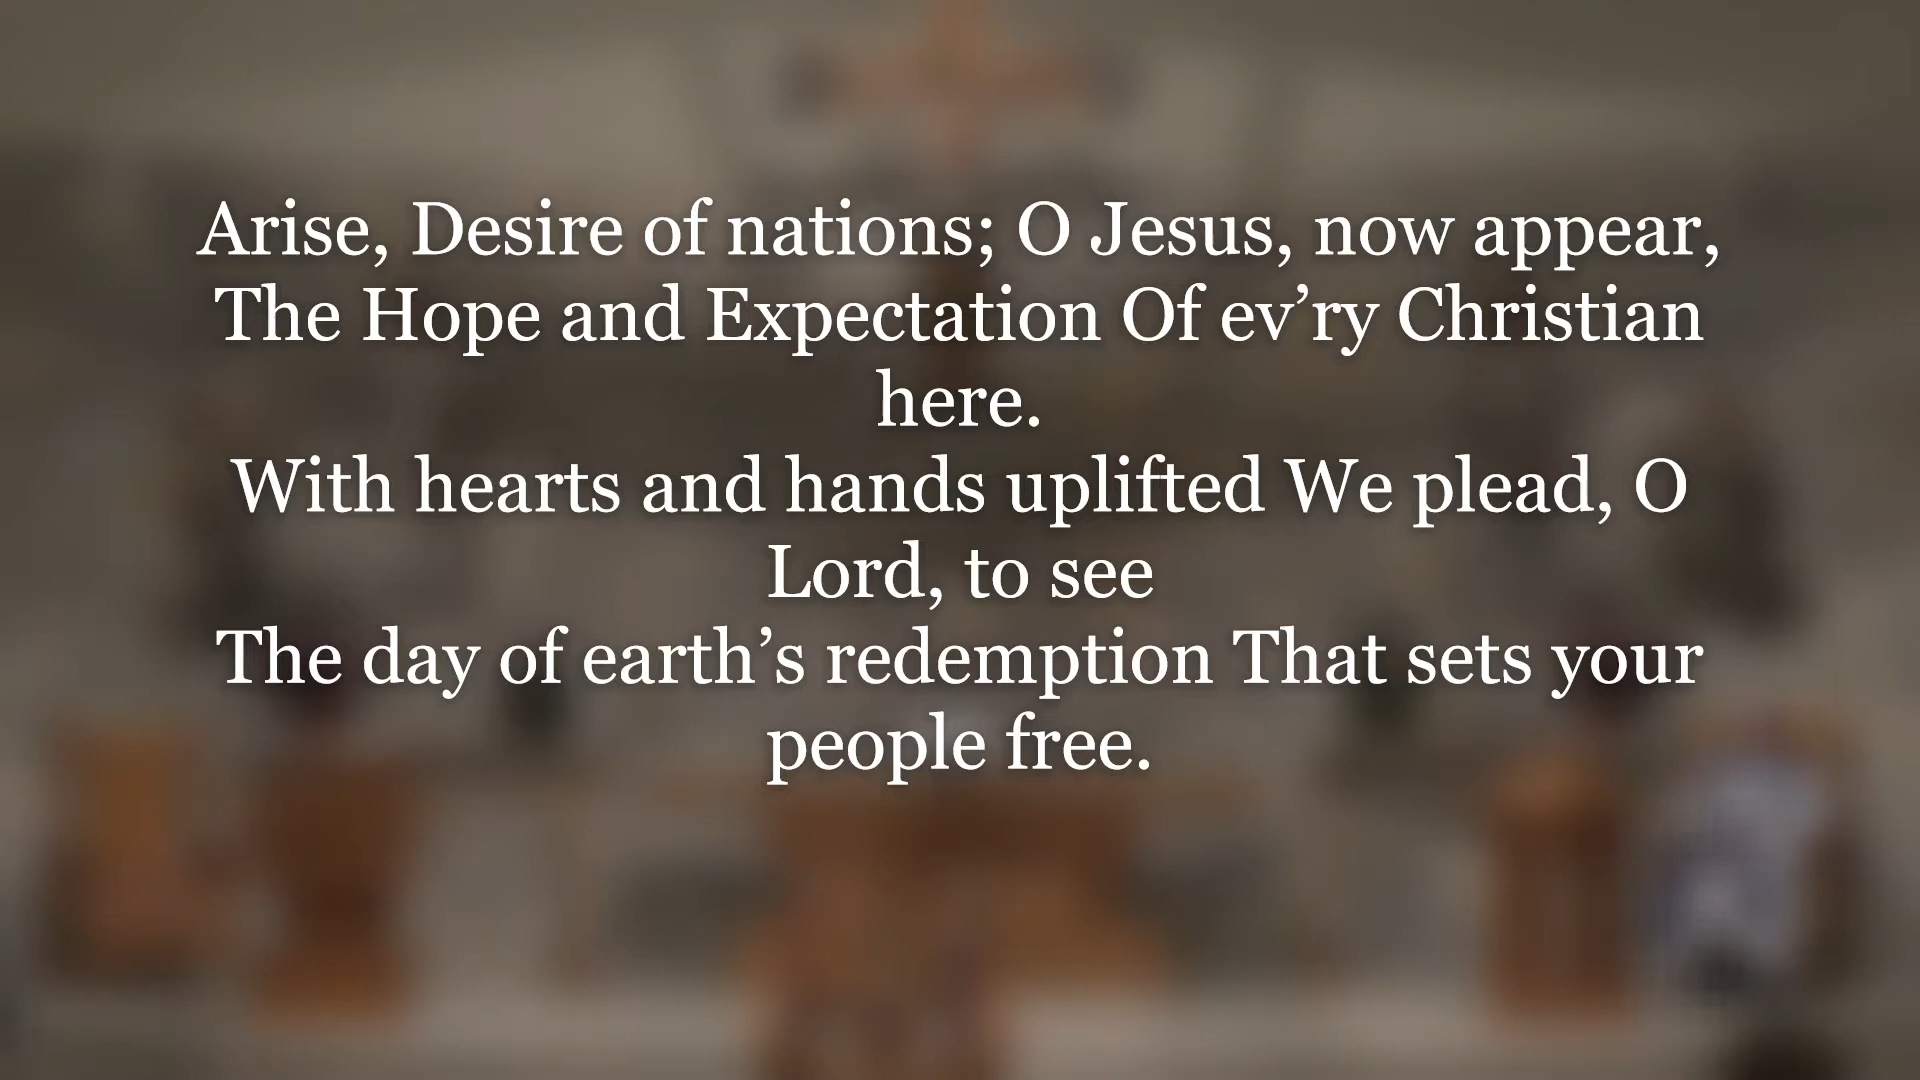 Arise, Desire of nations; O Jesus, now appear,
The Hope and Expectation Of ev’ry Christian
here.
With hearts and hands uplifted We plead, O
Lord, to see
The day of earth’s redemption That sets your
people free.